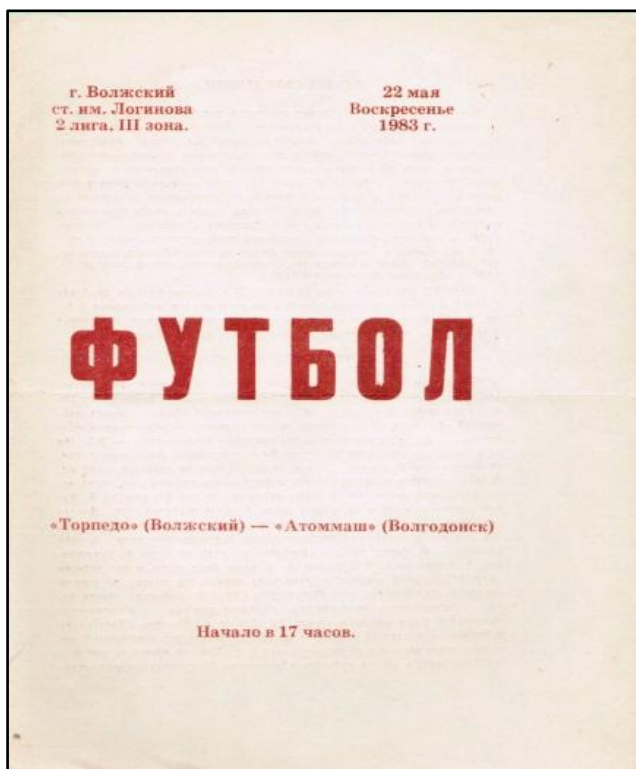 г. Волжский
ст. им. Логинова
2 лига, III зона.
22 мая
Воскресенье
1983 г.
ФУТБОЛ
«Торпедо» (Волжский) — «Атоммаш» (Волгодонск)
Начало в 17 часов.